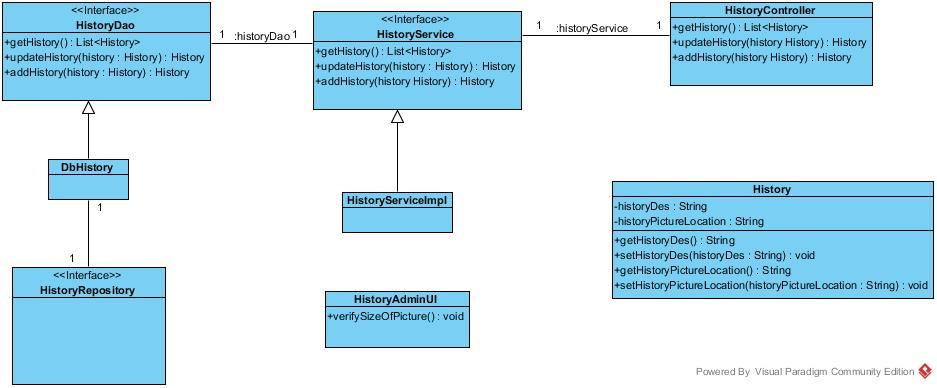 <<Interface>>
HistoryDao
+getHistory() : List<History>
+updateHistory(history : History) : History
+addHistory(history : History) : History
1 :historyDao 1
<<Interface>>
HistoryService
+getHistory() : List<History>
+updateHistory(history : History) : History
+addHistory(history History) : History
1 :historyService 1
HistoryController
+getHistory() : List<History>
+updateHistory(history History) : History
+addHistory(history History) : History
DbHistory
1
1
<<Interface>>
HistoryRepository
HistoryServiceImpl
HistoryAdminUI
+verifySizeOfPicture() : void
History
-historyDes : String
-historyPictureLocation : String
+getHistoryDes() : String
+setHistoryDes(historyDes : String) : void
+getHistoryPictureLocation() : String
+setHistoryPictureLocation(historyPictureLocation : String) : void
Powered By Visual Paradigm Community Edition